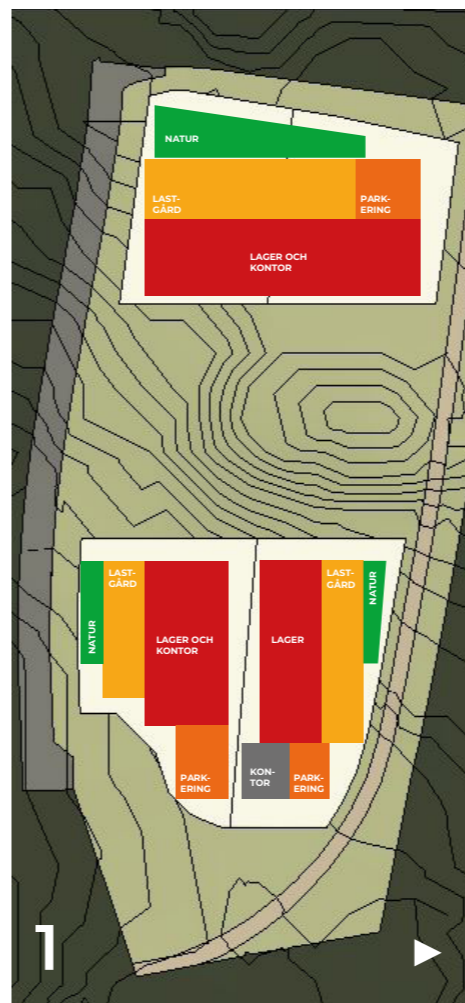 NATUR
LAST-
GÅRD
PARK-
ERING
LAGER OCH
KONTOR
NATUR
LAST-
GÅRD
LAGER OCH
KONTOR
PARK-
ERING
LAGER
LAST-
GÅRD
NATUR
KON-
TOR
PARK-
ERING
1